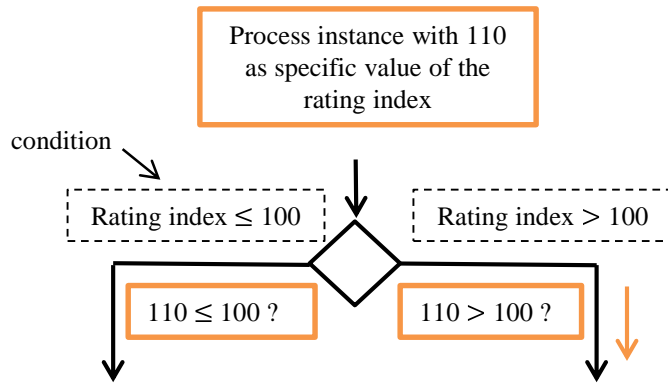 Process instance with 110
as specific value of the
rating index
condition
Rating index ≤ 100
Rating index > 100
110 ≤ 100 ?
110 > 100 ?